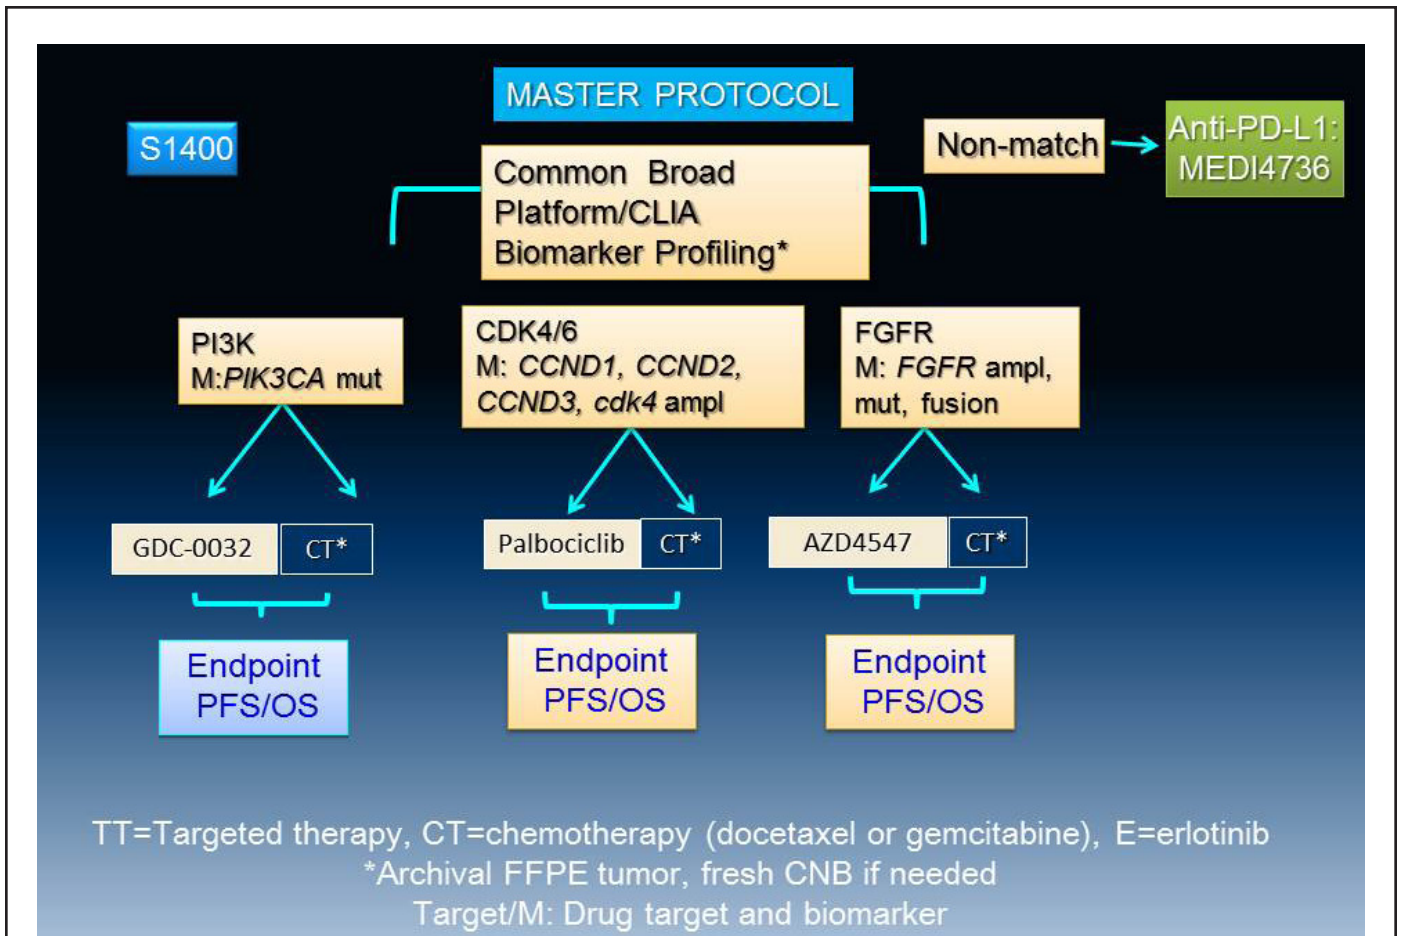 MASTER PROTOCOL
S1400
Common Broad
Platform/CLIA
Biomarker Profiling*
Non-match
Anti-PD-L1:
MEDI4736
PI3K
M:PIK3CA mut
CDK4/6
M: CCND1, CCND2,
CCND3, cdk4 ampl
FGFR
M: FGFR ampl,
mut, fusion
GDC-0032
CT*
Palbociclib
CT*
AZD4547
CT*
Endpoint
PFS/OS
Endpoint
PFS/OS
Endpoint
PFS/OS
TT=Targeted therapy, CT=chemotherapy (docetaxel or gemcitabine), E=erlotinib
*Archival FFPE tumor, fresh CNB if needed
Target/M: Drug target and biomarker